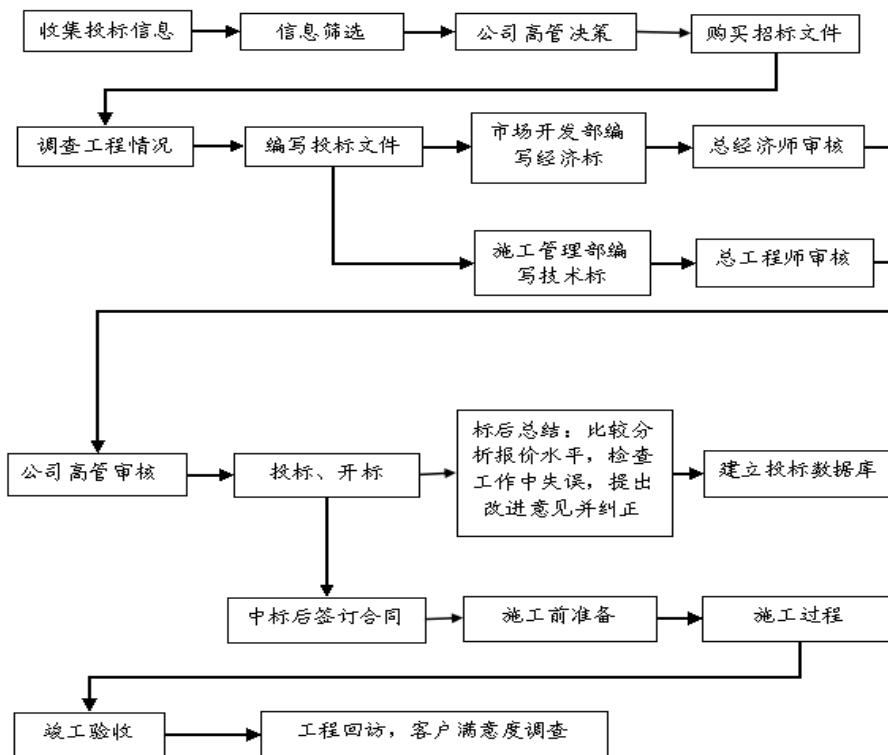 收集投标信息
信息筛选
公司高管决策
购买招标文件
调查工程情况
编写投标文件
市场开发部编
写经济标
总经济师审核
施工管理部编
写技术标
总工程师审核
公司高管审核
投标、开标
标后总结：比较分
析报价水平，检查
工作中失误，提出
改进意见并纠正
建立投标数据库
中标后签订合同
施工前准备
施工过程
竣工验收
工程回访，客户满意度调查